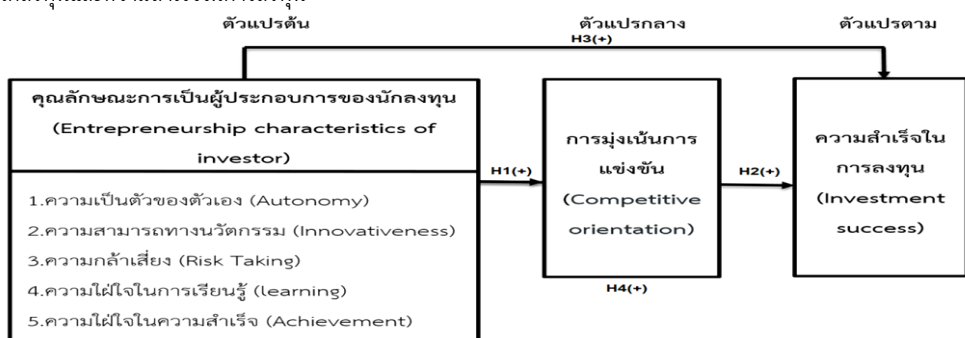 ตัวแปรต้น
ตัวแปรกลาง
ตัวแปรตาม
H3(+)
คุณลักษณะการเป็นผู้ประกอบการของนักลงทุน
(Entrepreneurship characteristics of
investor)
1.ความเป็นตัวของตัวเอง (Autonomy)
2.ความสามารถทางนวัตกรรม (Innovativeness)
3.ความกล้าเสี่ยง (Risk Taking)
4.ความใฝ่ใจในการเรียนรู้ (learning)
5.ความใฝ่ใจในความสำเร็จ (Achievement)
H1(+)
การมุ่งเน้นการ
แข่งขัน
(Competitive
orientation)
H4(+)
H2(+)
ความสำเร็จใน
การลงทุน
(Investment
success)